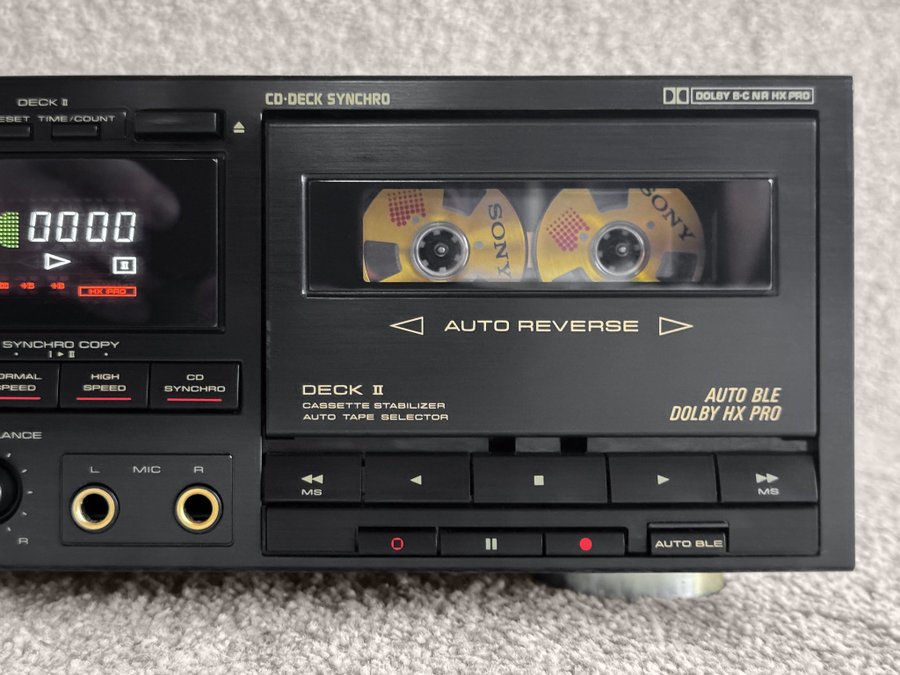 DECK II
CD·DECK SYNCHRO
DOLBY B·C NR HX PRO
TIME/COUNT
0000
II
HX PRO
SONY
SONY
AUTO REVERSE
SYNCHRO COPY
I ▶ II
HIGH
SPEED
CD
SYNCHRO
DECK II
CASSETTE STABILIZER
AUTO TAPE SELECTOR
AUTO BLE
DOLBY HX PRO
L MIC R
R
MS
MS
AUTO BLE